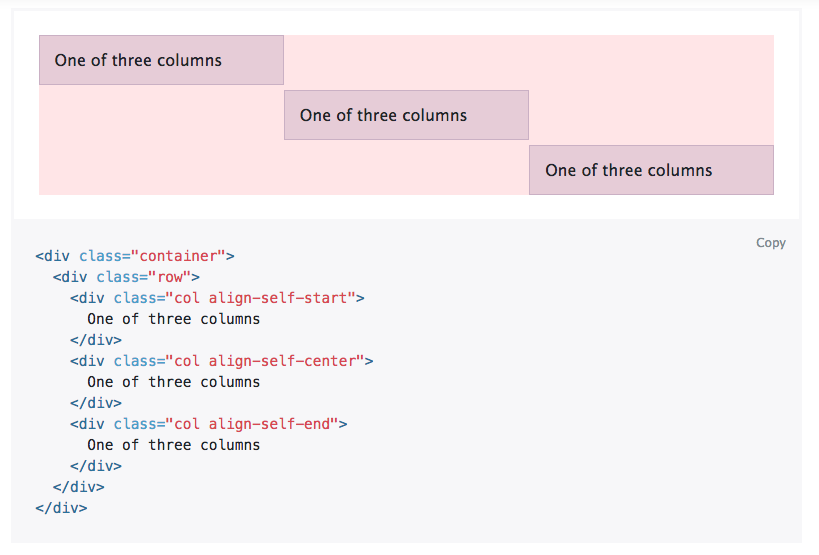 One of three columns
One of three columns
One of three columns
Copy
<div class="container">
  <div class="row">
    <div class="col align-self-start">
      One of three columns
    </div>
    <div class="col align-self-center">
      One of three columns
    </div>
    <div class="col align-self-end">
      One of three columns
    </div>
  </div>
</div>